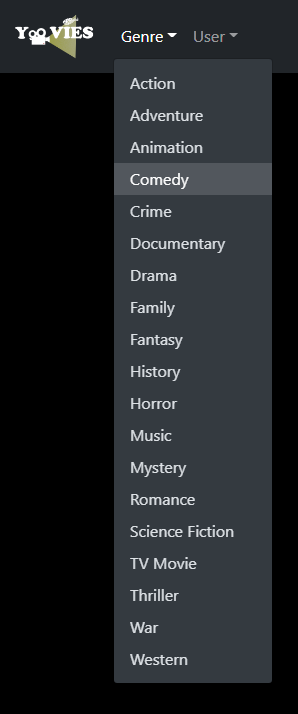 YOOVIES
Genre User
Action
Adventure
Animation
Comedy
Crime
Documentary
Drama
Family
Fantasy
History
Horror
Music
Mystery
Romance
Science Fiction
TV Movie
Thriller
War
Western